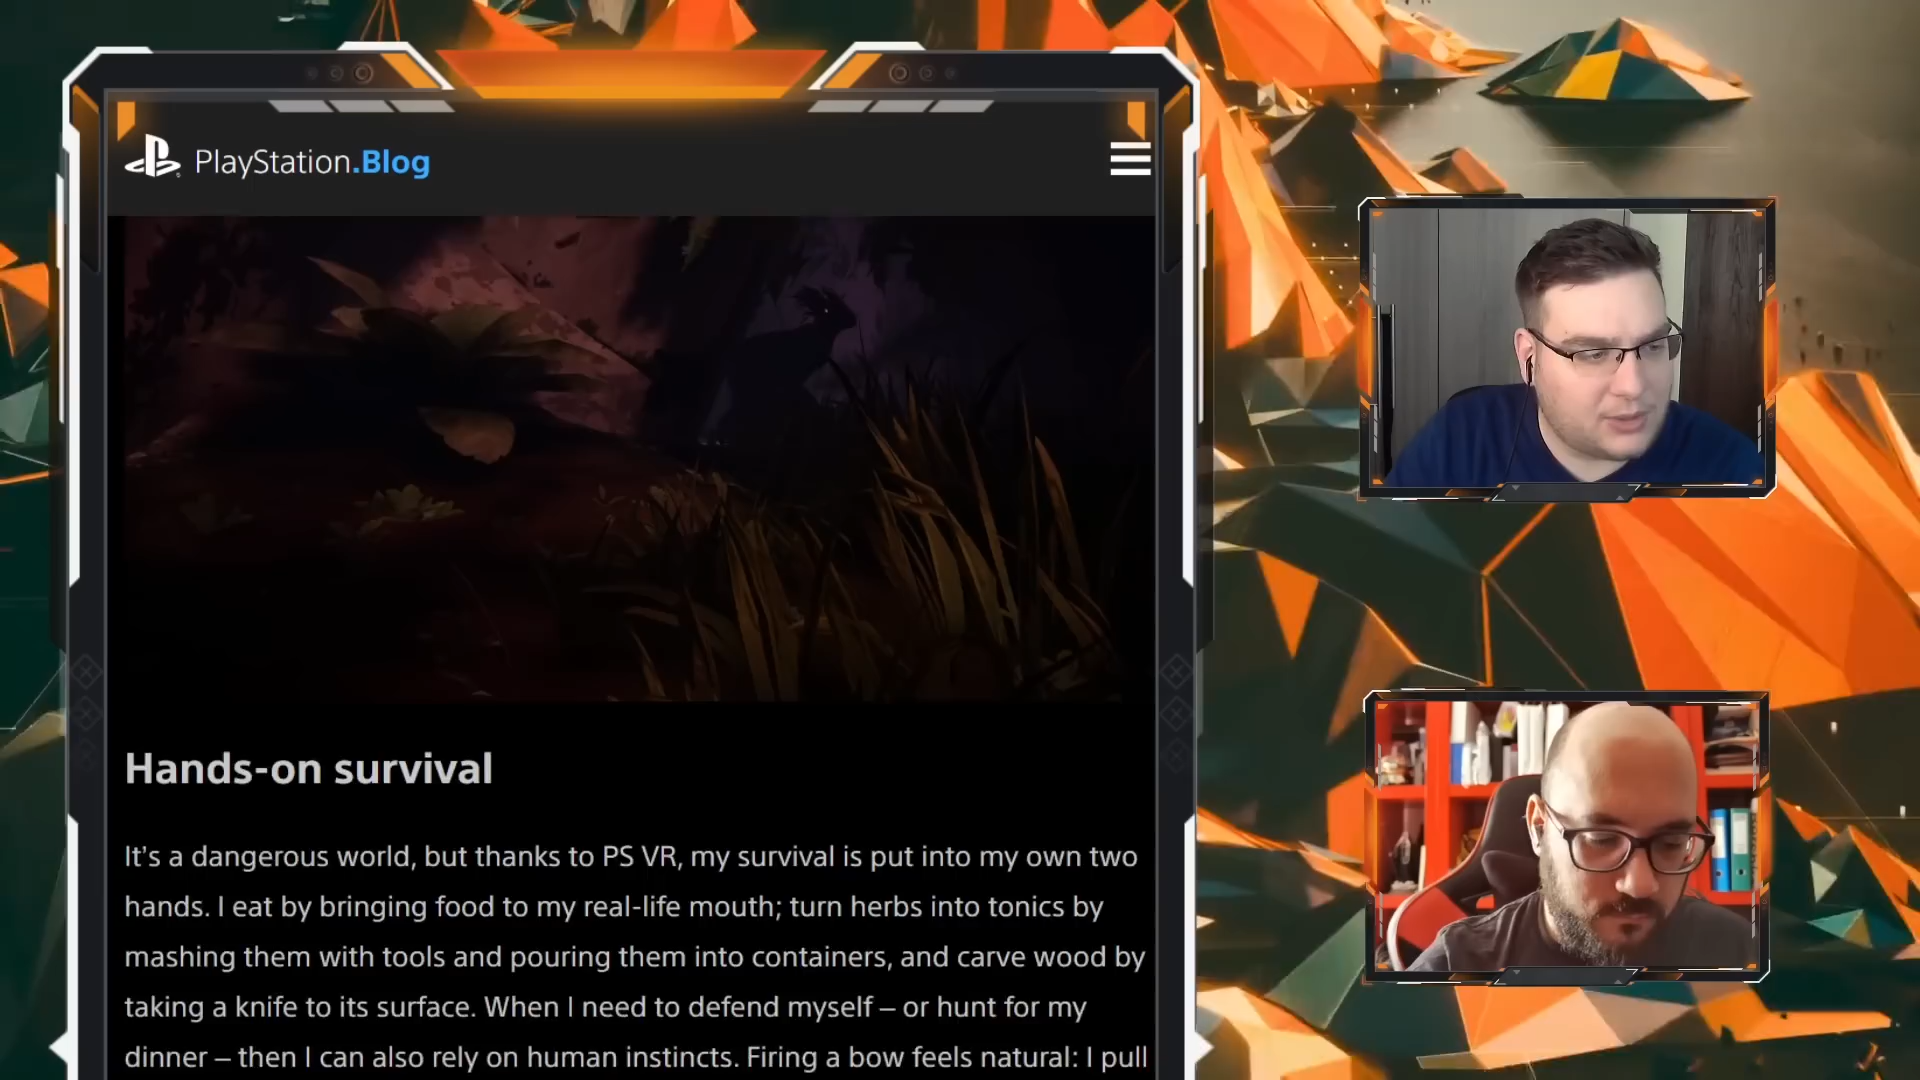 PlayStation.Blog
Hands-on survival
It's a dangerous world, but thanks to PS VR, my survival is put into my own two
hands. I eat by bringing food to my real-life mouth; turn herbs into tonics by
mashing them with tools and pouring them into containers, and carve wood by
taking a knife to its surface. When I need to defend myself – or hunt for my
dinner – then I can also rely on human instincts. Firing a bow feels natural: I pull